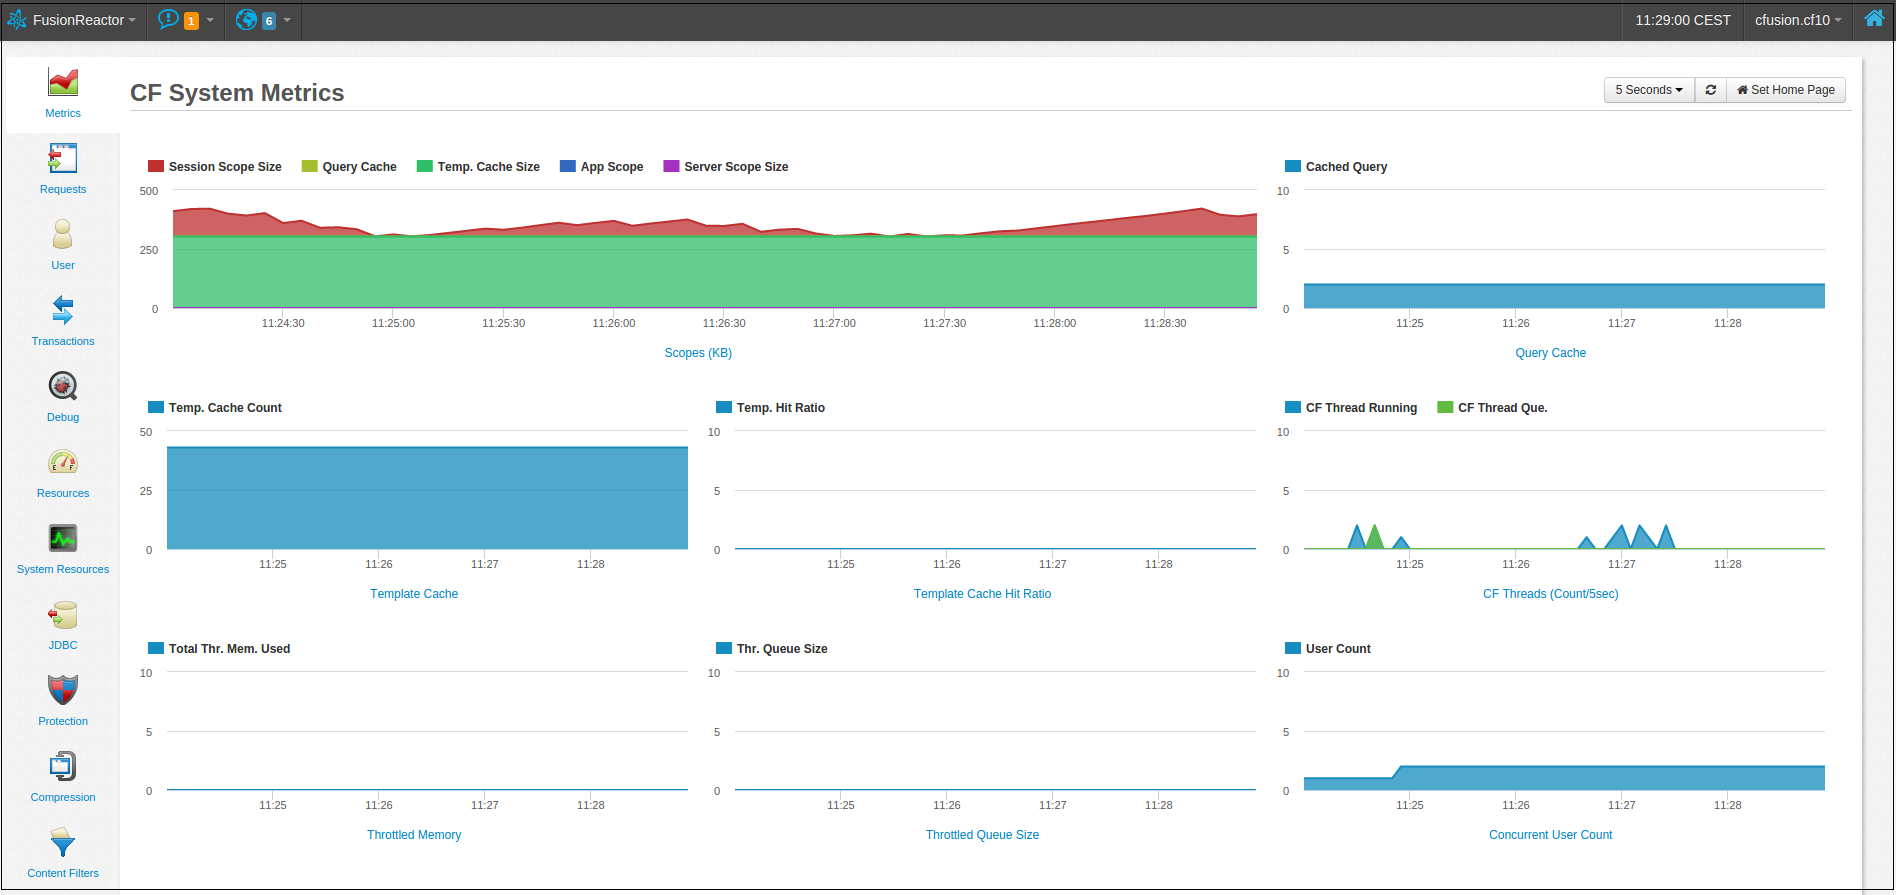 FusionReactor 1 6 11:29:00 CEST cfusion.cf10
Metrics
Requests
User
Transactions
Debug
Resources
System Resources
JDBC
Protection
Compression
Content Filters
CF System Metrics
5 Seconds Set Home Page
Session Scope Size Query Cache Temp. Cache Size App Scope Server Scope Size
500
250
0
11:24:30 11:25:00 11:25:30 11:26:00 11:26:30 11:27:00 11:27:30 11:28:00 11:28:30
Scopes (KB)
Cached Query
10
5
0
11:25 11:26 11:27 11:28
Query Cache
Temp. Cache Count
50
25
0
11:25 11:26 11:27 11:28
Template Cache
Temp. Hit Ratio
10
5
0
11:25 11:26 11:27 11:28
Template Cache Hit Ratio
CF Thread Running CF Thread Que.
10
5
0
11:25 11:26 11:27 11:28
CF Threads (Count/5sec)
Total Thr. Mem. Used
10
5
0
11:25 11:26 11:27 11:28
Throttled Memory
Thr. Queue Size
10
5
0
11:25 11:26 11:27 11:28
Throttled Queue Size
User Count
10
5
0
11:25 11:26 11:27 11:28
Concurrent User Count